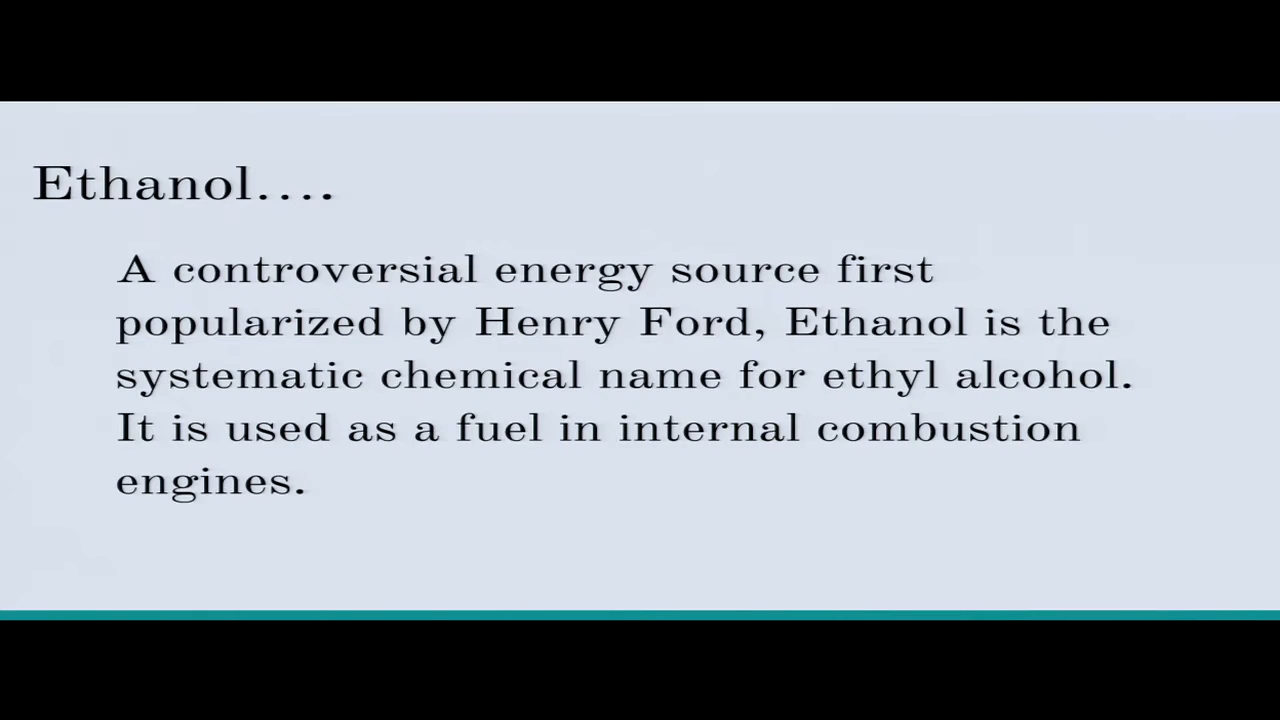 Ethanol....
A controversial energy source first
popularized by Henry Ford, Ethanol is the
systematic chemical name for ethyl alcohol.
It is used as a fuel in internal combustion
engines.